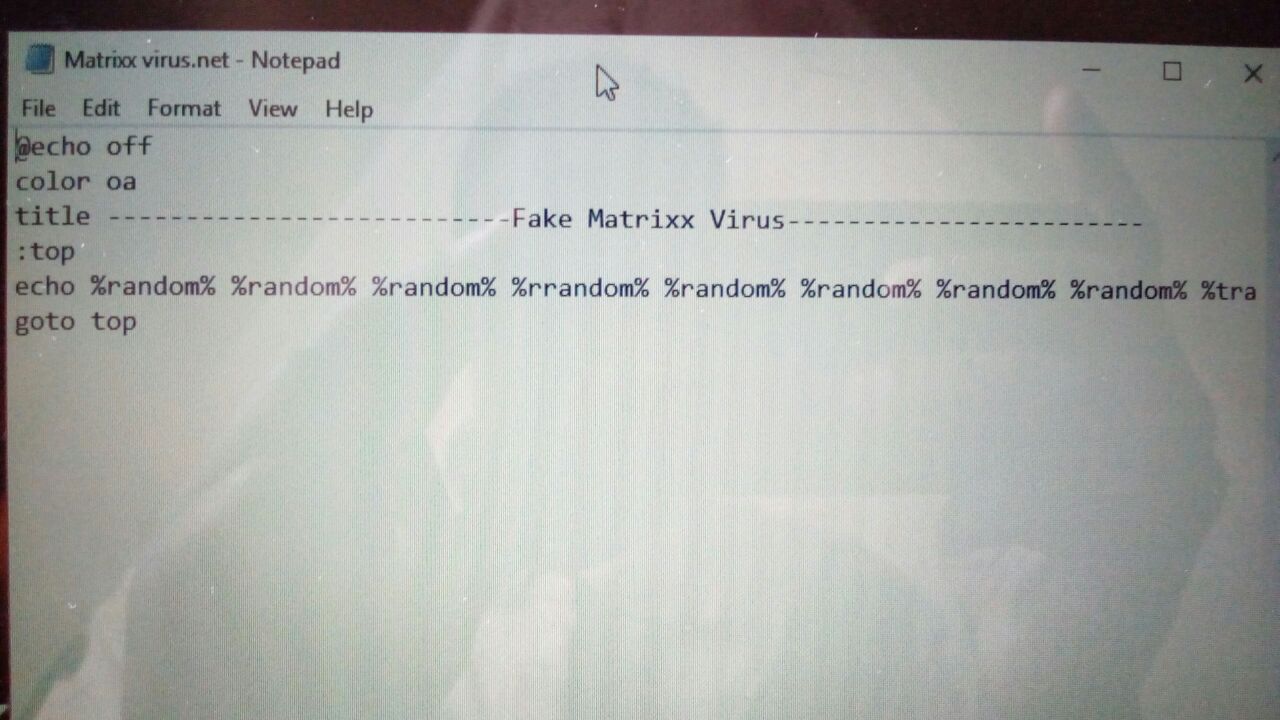 Matrixx virus.net - Notepad
File Edit Format View Help
@echo off
color oa
title --------------------------Fake Matrixx Virus-----------------------
:top
echo %random% %random% %random% %rrandom% %random% %random% %random% %random% %tra
goto top